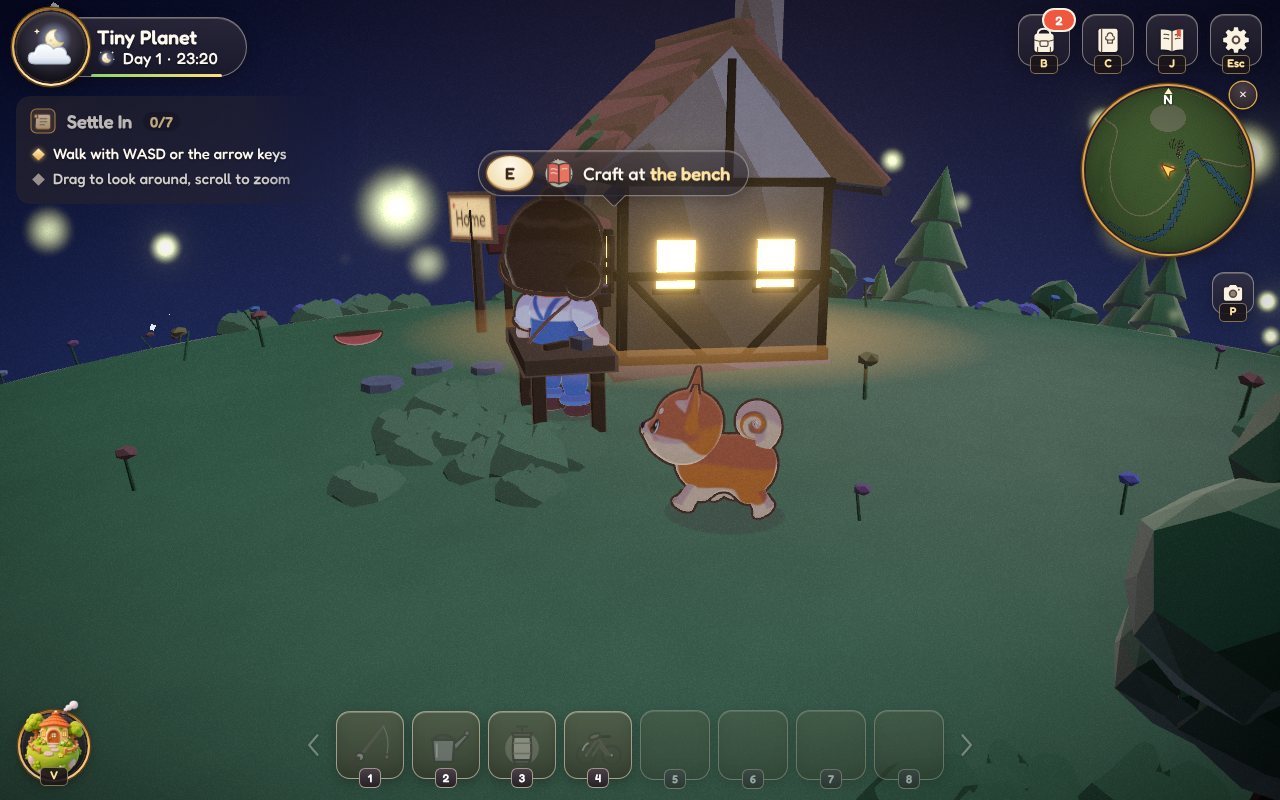 Tiny Planet
Day 1 · 23:20
2
B
C
J
Esc
Settle In 0/7
Walk with WASD or the arrow keys
Drag to look around, scroll to zoom
N
×
E Craft at the bench
Home
P
V
1
2
3
4
5
6
7
8